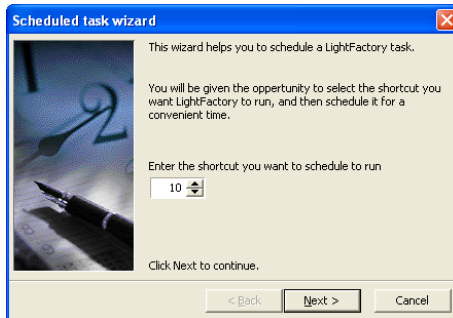 Scheduled task wizard
This wizard helps you to schedule a LightFactory task.
You will be given the oppertunity to select the shortcut you
want LightFactory to run, and then schedule it for a
convenient time.
Enter the shortcut you want to schedule to run
10
Click Next to continue.
< Back Next > Cancel